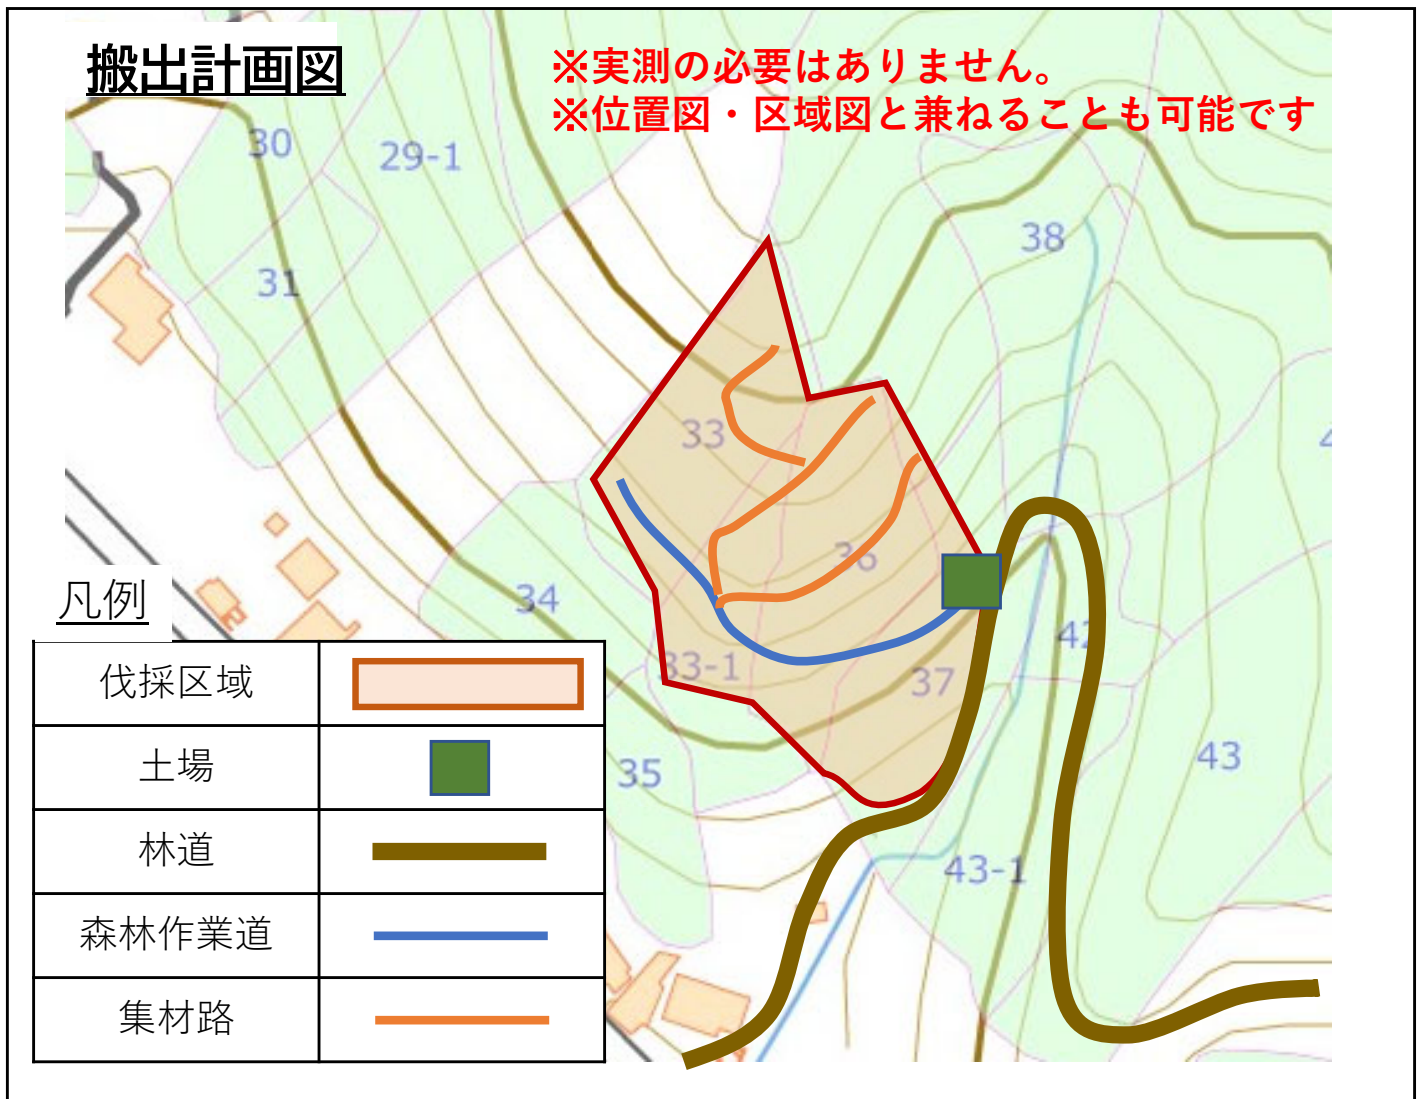 搬出計画図
※実測の必要はありません。
※位置図・区域図と兼ねることも可能です
30
29-1
38
31
33
36
34
42
33-1
37
35
43
43-1
凡例
伐採区域
土場
林道
森林作業道
集材路